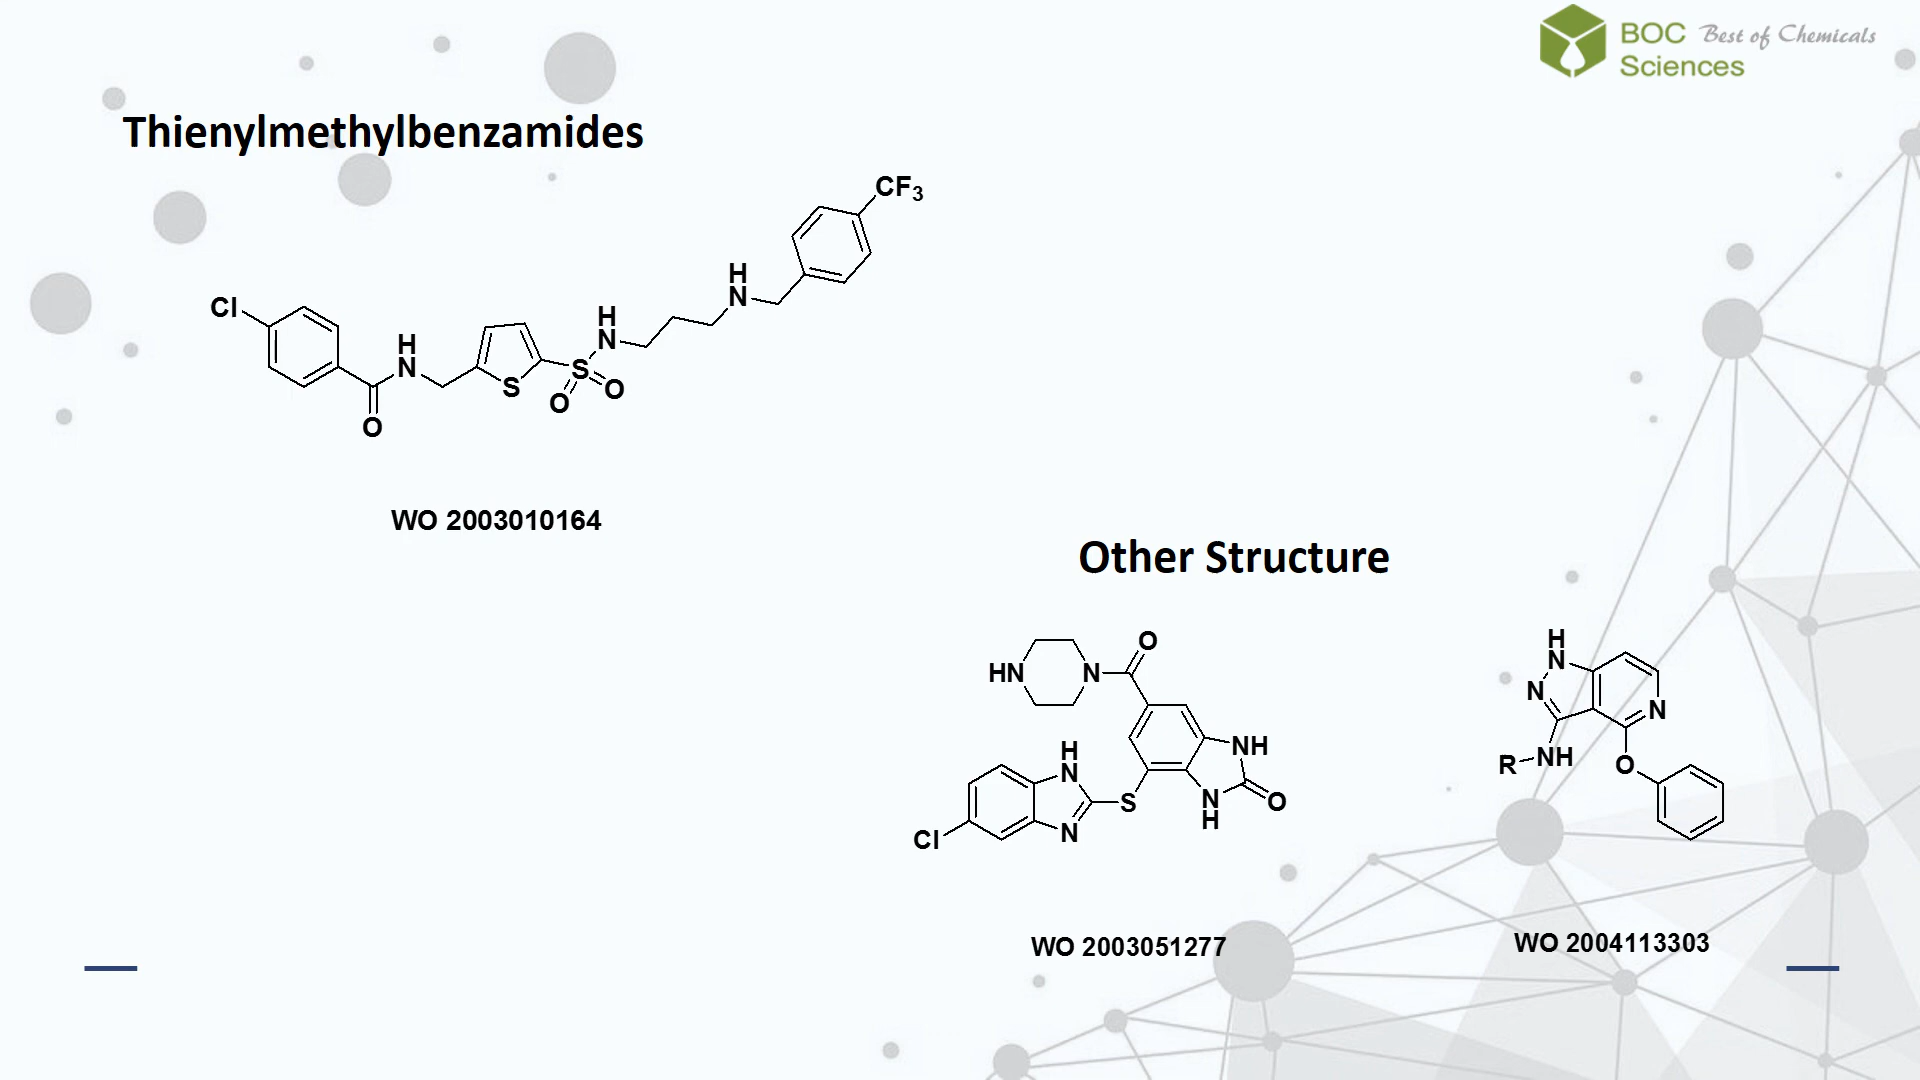 BOC Best of Chemicals
Sciences
Thienylmethylbenzamides
CF3
H
N
H
N
Cl
H
N
S
S
O
O
O
WO 2003010164
Other Structure
O
HN
N
H
N
NH
S
N
N
H
O
Cl
H
N
N
N
R
NH
O
WO 2003051277
WO 2004113303